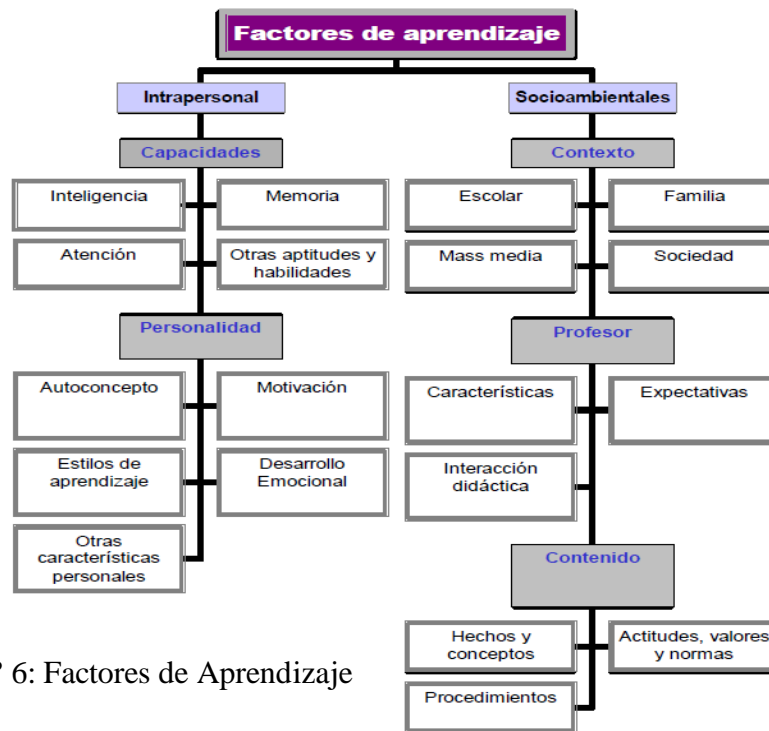 Factores de aprendizaje
Intrapersonal
Capacidades
Inteligencia
Memoria
Atención
Otras aptitudes y
habilidades
Personalidad
Autoconcepto
Motivación
Estilos de
aprendizaje
Desarrollo
Emocional
Otras
características
personales
Socioambientales
Contexto
Escolar
Familia
Mass media
Sociedad
Profesor
Características
Expectativas
Interacción
didáctica
Contenido
Hechos y
conceptos
Actitudes, valores
y normas
Procedimientos
° 6: Factores de Aprendizaje